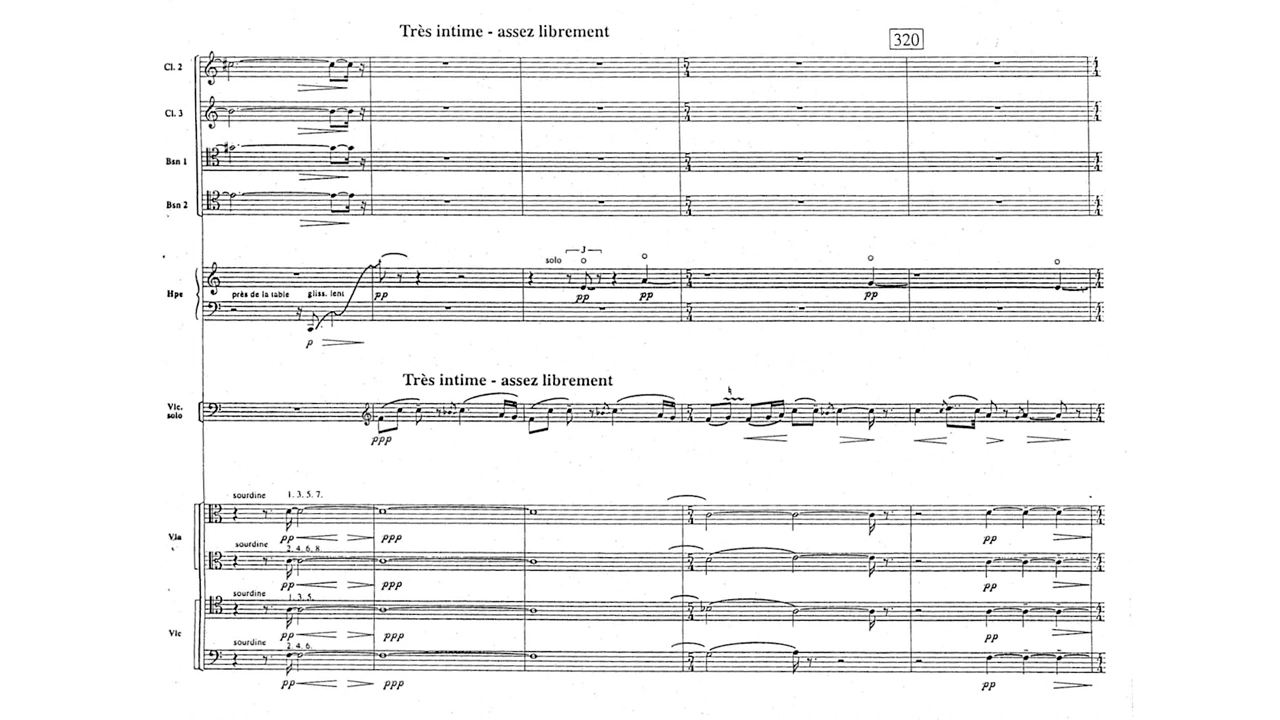 Très intime - assez librement
320
Cl. 2
Cl. 3
Bsn 1
Bsn 2
solo
3
Hpe
près de la table
gliss. lent
pp
pp
pp
pp
p
Très intime - assez librement
Vlc. solo
ppp
sourdine
1. 3. 5. 7.
Vla
pp
ppp
pp
sourdine
2. 4. 6. 8.
pp
ppp
pp
sourdine
1. 3. 5.
Vlc
pp
ppp
pp
sourdine
2. 4. 6.
pp
ppp
pp